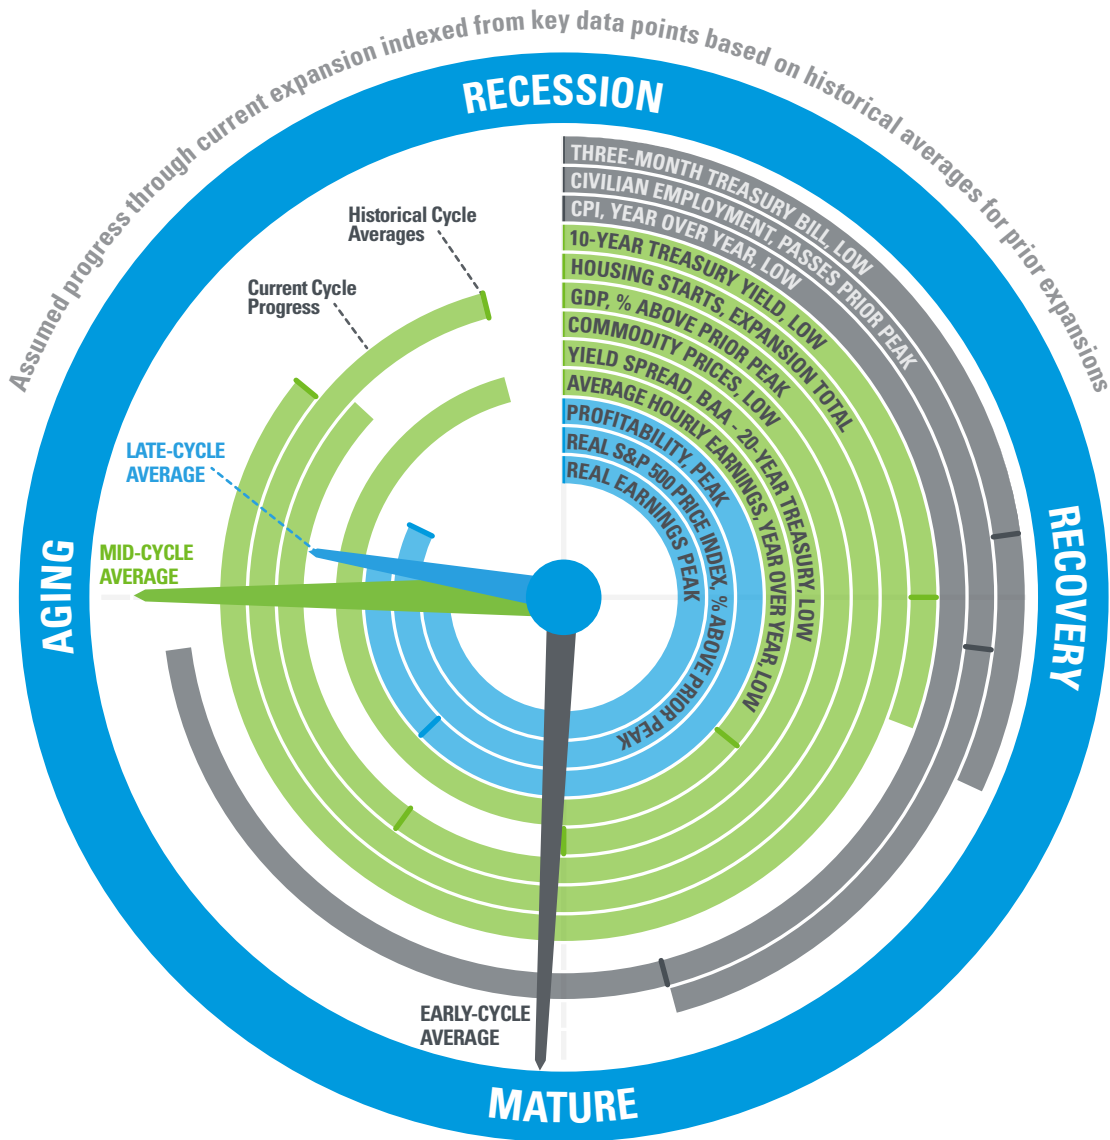 Assumed progress through current expansion indexed from key data points based on historical averages for prior expansions
RECESSION
THREE-MONTH TREASURY BILL, LOW
CIVILIAN EMPLOYMENT, PASSES PRIOR PEAK
CPI, YEAR OVER YEAR, LOW
10-YEAR TREASURY YIELD, LOW
HOUSING STARTS, EXPANSION TOTAL
GDP, % ABOVE PRIOR PEAK
COMMODITY PRICES, LOW
YIELD SPREAD, BAA - 20-YEAR TREASURY, LOW
AVERAGE HOURLY EARNINGS, YEAR OVER YEAR, LOW
PROFITABILITY, PEAK
REAL S&P 500 PRICE INDEX, % ABOVE PRIOR PEAK
REAL EARNINGS PEAK
Historical Cycle
Averages
Current Cycle
Progress
LATE-CYCLE
AVERAGE
MID-CYCLE
AVERAGE
AGING
RECOVERY
EARLY-CYCLE
AVERAGE
MATURE